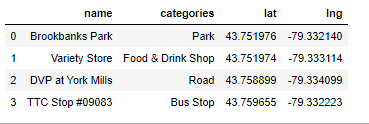 name categories lat lng
0 Brookbanks Park Park 43.751976 -79.332140
1 Variety Store Food & Drink Shop 43.751974 -79.333114
2 DVP at York Mills Road 43.758899 -79.334099
3 TTC Stop #09083 Bus Stop 43.759655 -79.332223